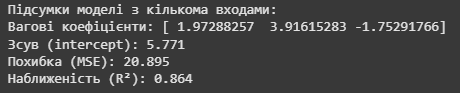 Підсумки моделі з кількома входами:
Вагові коефіцієнти: [ 1.97288257  3.91615283 -1.75291766]
Зсув (intercept): 5.771
Похибка (MSE): 20.895
Наближеність (R²): 0.864